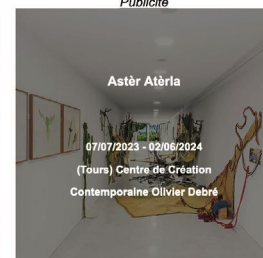 Publicité
Astèr Atèrla
07/07/2023 - 02/06/2024
(Tours) Centre de Création
Contemporaine Olivier Debré